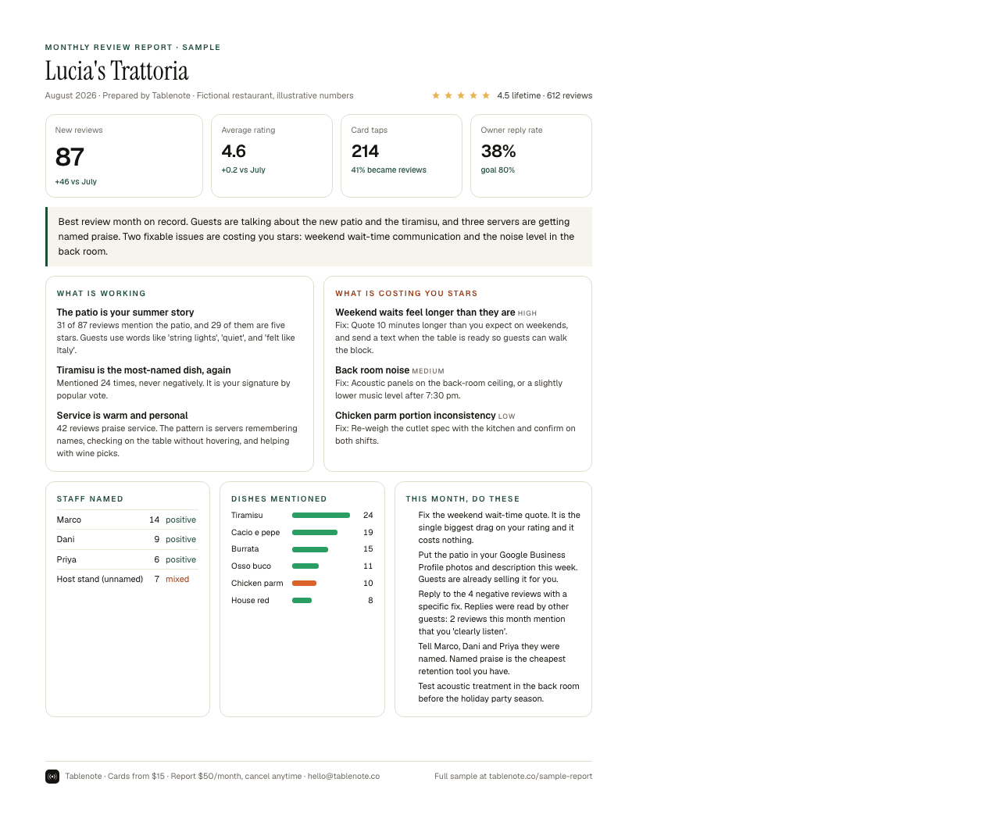 MONTHLY REVIEW REPORT · SAMPLE
Lucia's Trattoria
August 2026 · Prepared by Tablenote · Fictional restaurant, illustrative numbers
4.5 lifetime · 612 reviews
New reviews
87
+46 vs July
Average rating
4.6
+0.2 vs July
Card taps
214
41% became reviews
Owner reply rate
38%
goal 80%
Best review month on record. Guests are talking about the new patio and the tiramisu, and three servers are getting
named praise. Two fixable issues are costing you stars: weekend wait-time communication and the noise level in the
back room.
WHAT IS WORKING
The patio is your summer story
31 of 87 reviews mention the patio, and 29 of them are five
stars. Guests use words like 'string lights', 'quiet', and 'felt like
Italy'.
Tiramisu is the most-named dish, again
Mentioned 24 times, never negatively. It is your signature by
popular vote.
Service is warm and personal
42 reviews praise service. The pattern is servers remembering
names, checking on the table without hovering, and helping
with wine picks.
WHAT IS COSTING YOU STARS
Weekend waits feel longer than they are HIGH
Fix: Quote 10 minutes longer than you expect on weekends,
and send a text when the table is ready so guests can walk
the block.
Back room noise MEDIUM
Fix: Acoustic panels on the back-room ceiling, or a slightly
lower music level after 7:30 pm.
Chicken parm portion inconsistency LOW
Fix: Re-weigh the cutlet spec with the kitchen and confirm on
both shifts.
STAFF NAMED
Marco 14 positive
Dani 9 positive
Priya 6 positive
Host stand (unnamed) 7 mixed
DISHES MENTIONED
Tiramisu 24
Cacio e pepe 19
Burrata 15
Osso buco 11
Chicken parm 10
House red 8
THIS MONTH, DO THESE
Fix the weekend wait-time quote. It is the
single biggest drag on your rating and it
costs nothing.
Put the patio in your Google Business
Profile photos and description this week.
Guests are already selling it for you.
Reply to the 4 negative reviews with a
specific fix. Replies were read by other
guests: 2 reviews this month mention
that you 'clearly listen'.
Tell Marco, Dani and Priya they were
named. Named praise is the cheapest
retention tool you have.
Test acoustic treatment in the back room
before the holiday party season.
Tablenote · Cards from $15 · Report $50/month, cancel anytime · hello@tablenote.co
Full sample at tablenote.co/sample-report